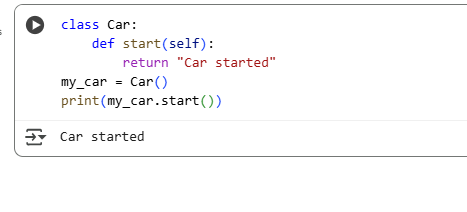 class Car:
    def start(self):
        return "Car started"
my_car = Car()
print(my_car.start())
Car started